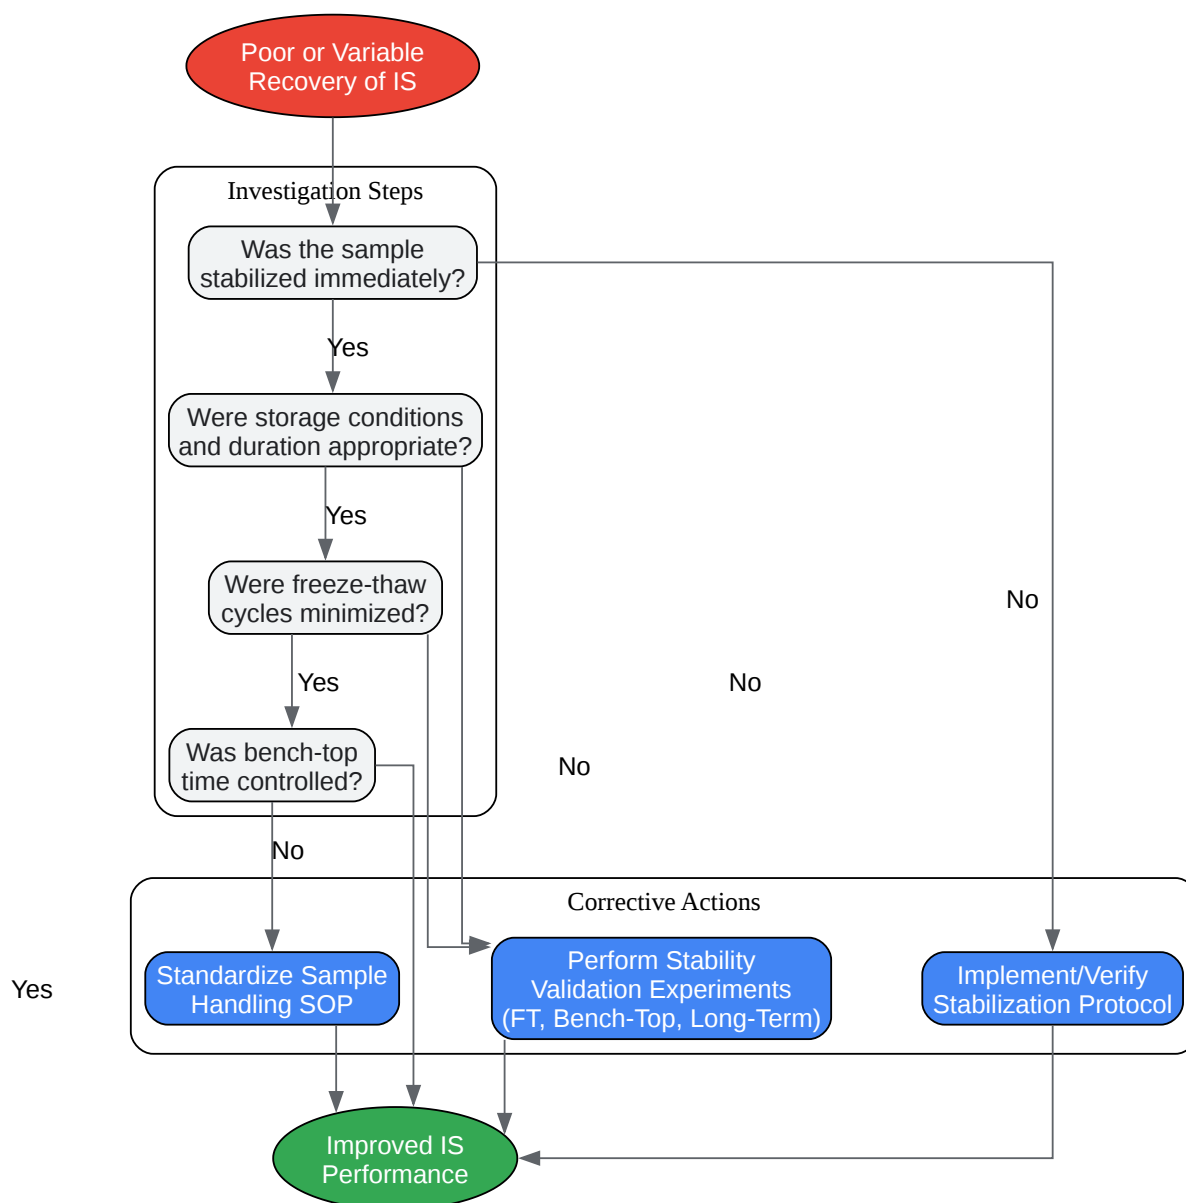 Poor or Variable
Recovery of IS
Investigation Steps
Was the sample
stabilized immediately?
Yes
Were storage conditions
and duration appropriate?
Yes
Were freeze-thaw
cycles minimized?
No
Yes
No
Was bench-top
time controlled?
No
No
Corrective Actions
Standardize Sample
Handling SOP
Perform Stability
Validation Experiments
(FT, Bench-Top, Long-Term)
Implement/Verify
Stabilization Protocol
Yes
Improved IS
Performance